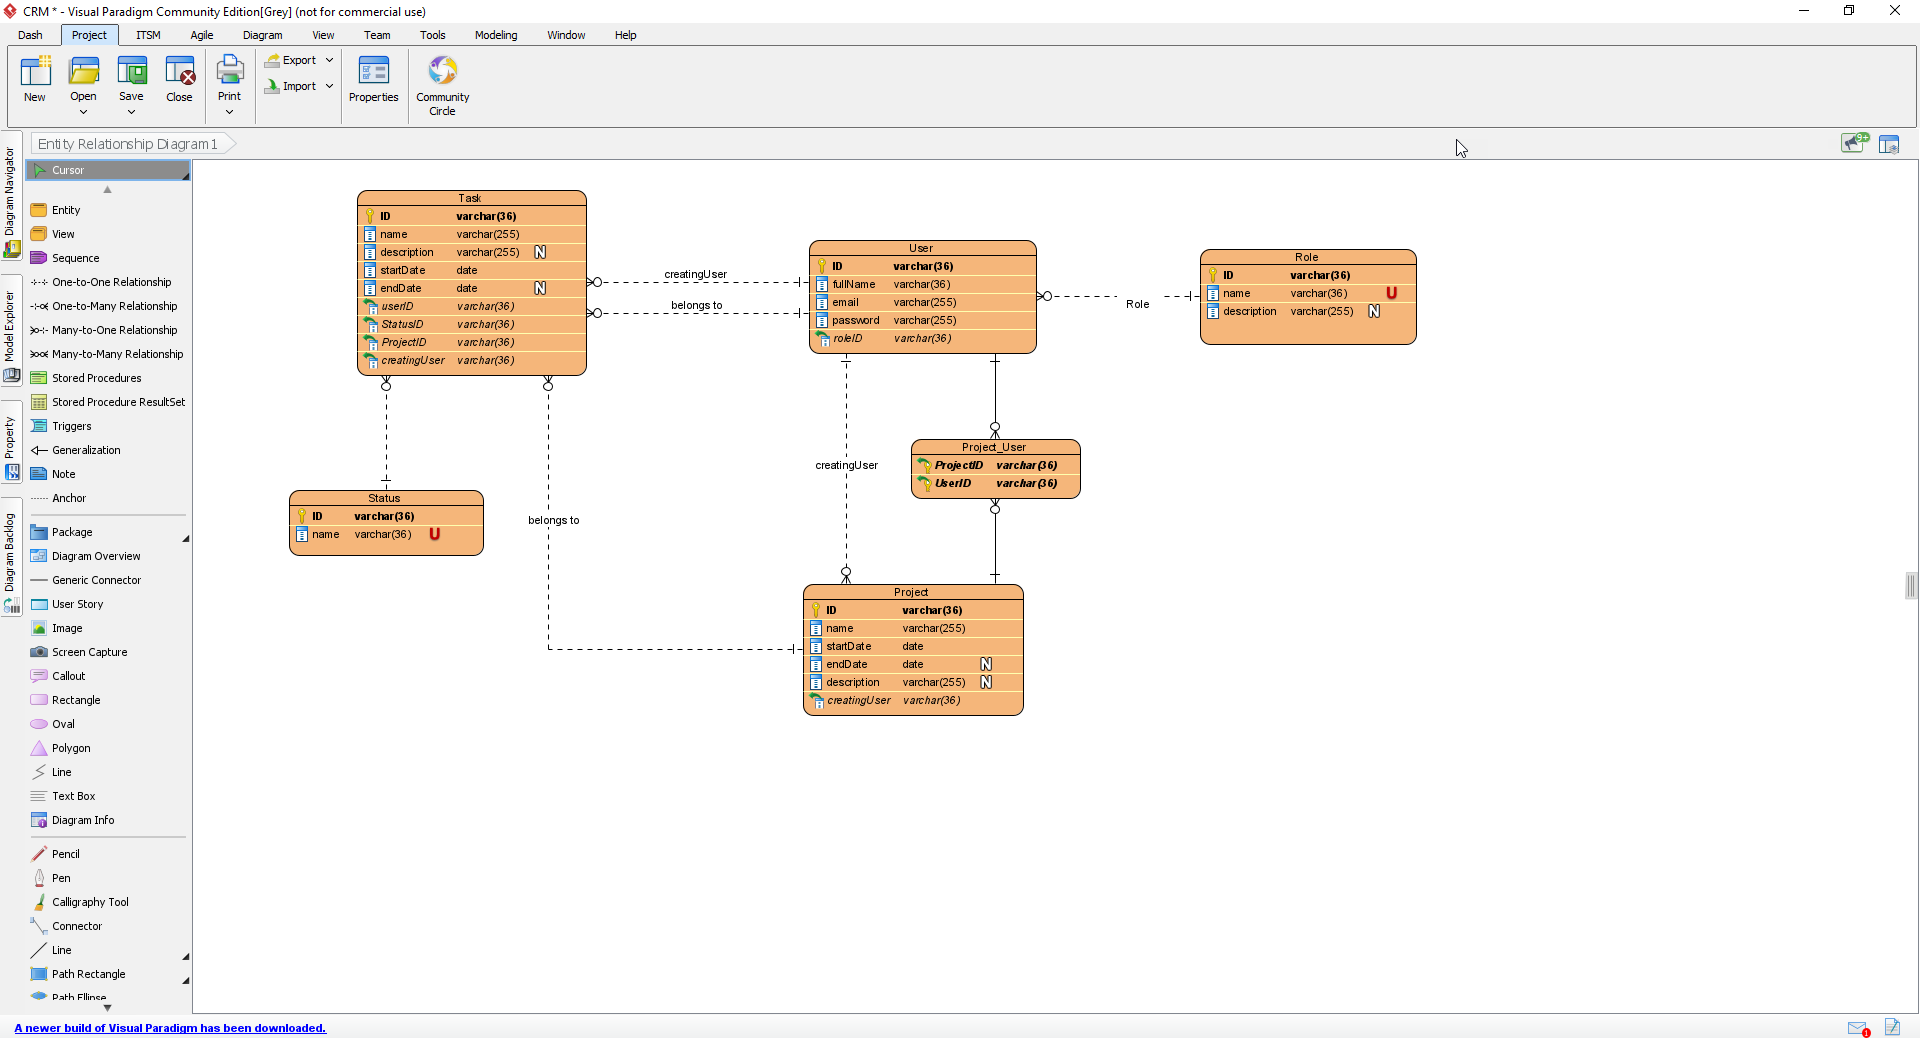 CRM * - Visual Paradigm Community Edition[Grey] (not for commercial use)
Dash Project ITSM Agile Diagram View Team Tools Modeling Window Help
New Open Save Close Print Export Import Properties Community Circle
Entity Relationship Diagram1
9+
Diagram Navigator
Model Explorer
Property
Diagram Backlog
Cursor
Entity
View
Sequence
One-to-One Relationship
One-to-Many Relationship
Many-to-One Relationship
Many-to-Many Relationship
Stored Procedures
Stored Procedure ResultSet
Triggers
Generalization
Note
Anchor
Package
Diagram Overview
Generic Connector
User Story
Image
Screen Capture
Callout
Rectangle
Oval
Polygon
Line
Text Box
Diagram Info
Pencil
Pen
Calligraphy Tool
Connector
Line
Path Rectangle
Path Ellipse
Task
ID varchar(36)
name varchar(255)
description varchar(255) N
startDate date
endDate date N
userID varchar(36)
StatusID varchar(36)
ProjectID varchar(36)
creatingUser varchar(36)
creatingUser
belongs to
User
ID varchar(36)
fullName varchar(36)
email varchar(255)
password varchar(255)
roleID varchar(36)
Role
Role
ID varchar(36)
name varchar(36) U
description varchar(255) N
Status
ID varchar(36)
name varchar(36) U
belongs to
creatingUser
Project_User
ProjectID varchar(36)
UserID varchar(36)
Project
ID varchar(36)
name varchar(255)
startDate date
endDate date N
description varchar(255) N
creatingUser varchar(36)
A newer build of Visual Paradigm has been downloaded.
1